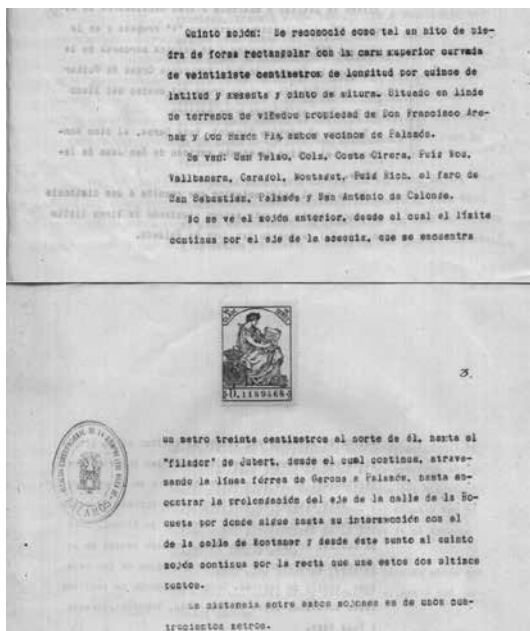 Quinto mojón: Se reconoció como tal en hito de pie-
dra de forma rectangular con la cara superior curvada
de veintisiete centímetros de longitud por quince de
latitud y sesenta y cinto de altura. Situado en linde
de terrenos de viñedos propiedad de Don Francisco Are-
nas y Don Ramón Plá, ambos vecinos de Palamós.
Se ven: San Telmo, Cols, Costa Cirera, Puig Ros,
Vallbanera, Caragol, Montagut, Puig Rich, el faro de
San Sebastián, Palamós y San Antonio de Calonge.
No se ve el mojón anterior, desde el cual el límite
continua por el eje de la acequia, que se encuentra
3.
0,1189468
un metro treinta centímetros al norte de él, hasta el
"filador" de Jubert, desde el cual continua, atrave-
sando la línea férrea de Gerona a Palamós, hasta en-
contrar la prolongación del eje de la calle de la Ro-
queta por donde sigue hasta su intersección con el
de la calle de Montaner y desde éste punto al quinto
mojón continua por la recta que une estos dos últimos
puntos.
La distancia entre estos mojones es de unos cua-
trocientos metros.